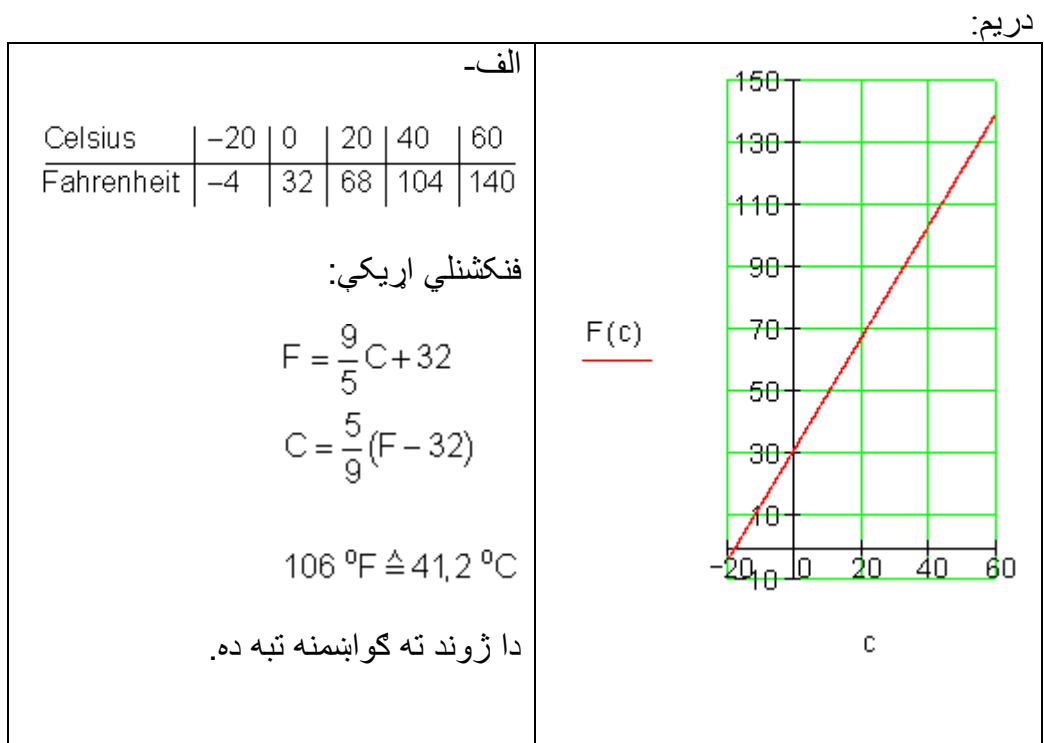 دريم:
الف-
Celsius | –20 | 0 | 20 | 40 | 60
Fahrenheit | –4 | 32 | 68 | 104 | 140
فنکشنلي اړيکې:
F = 9/5 C + 32
C = 5/9 (F – 32)
106 ⁰F ≙ 41,2 ⁰C
دا ژوند ته ګواښمنه تبه ده.
F(c)
150
130
110
90
70
50
30
10
-10
-20 0 20 40 60
c